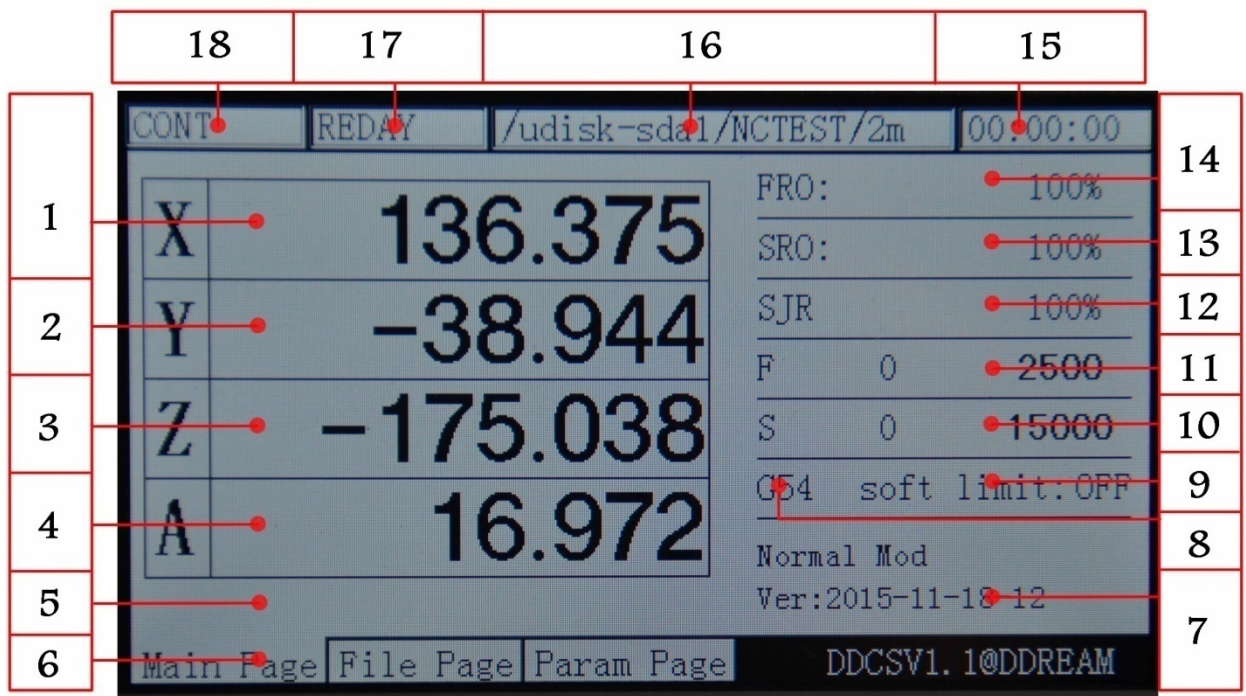 18 17 16 15
CONT REDAY /udisk-sda1/NCTEST/2m 00:00:00
14
FRO: 100%
1 X 136.375
SRO: 100% 13
SJR 100% 12
2 Y -38.944
F 0 2500 11
3 Z -175.038
S 0 15000 10
G54 soft limit:OFF 9
4 A 16.972
8
Normal Mod
5
Ver:2015-11-18-12
7
6 Main Page File Page Param Page DDCSV1.1@DDREAM